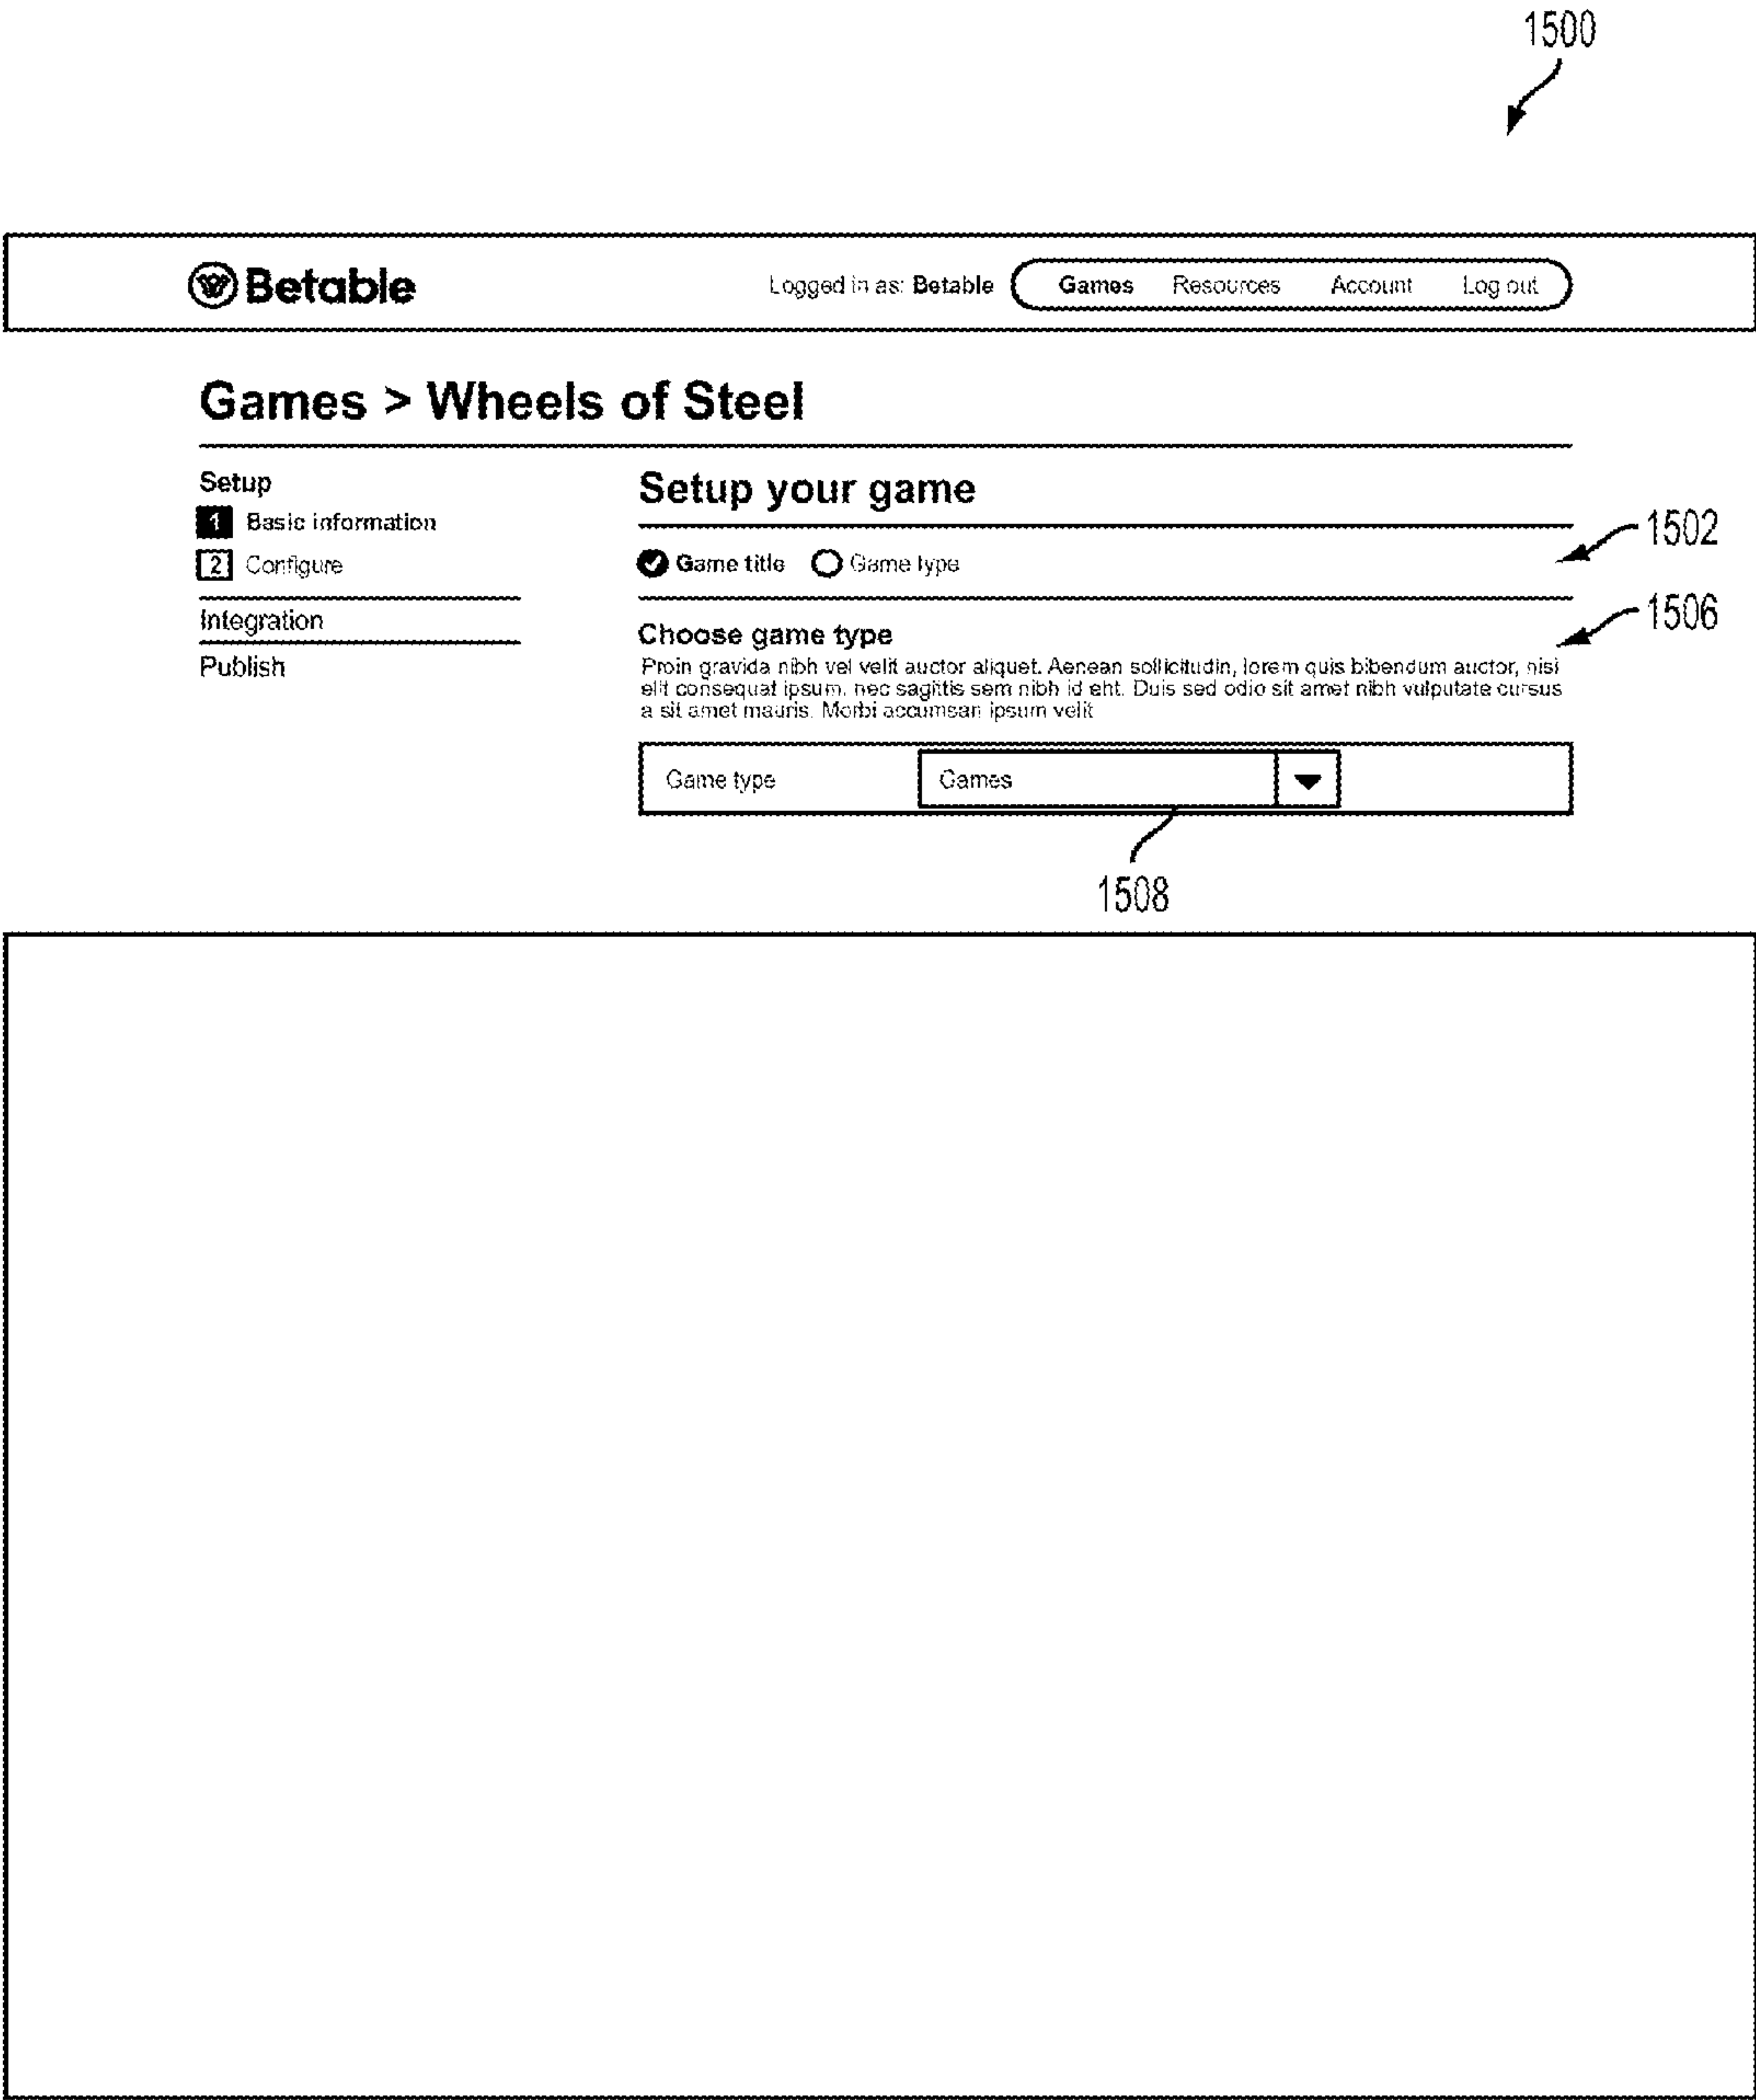 1500
Betable
Logged in as: Betable Games Resources Account Log out
Games > Wheels of Steel
Setup
1 Basic information
2 Configure
Integration
Publish
Setup your game
Game title Game type
1502
Choose game type
1506
Proin gravida nibh vel velit auctor aliquet. Aenean sollicitudin, lorem quis bibendum auctor, nisi
elit consequat ipsum, nec sagittis sem nibh id eht. Duis sed odio sit amet nibh vulputate cursus
a sit amet mauris. Morbi accumsan ipsum velit
Game type Games
1508